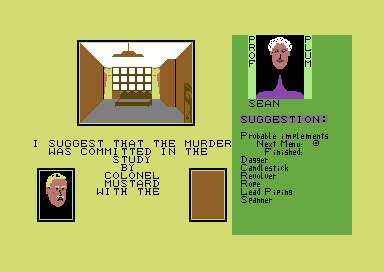 I SUGGEST THAT THE MURDER
WAS COMMITTED IN THE
STUDY
BY
COLONEL
MUSTARD
WITH THE
PROF
PLUM
SEAN
SUGGESTION:
Probable implements
Next Menu:
Finished:
Dagger
Candlestick
Revolver
Rope
Lead Piping
Spanner